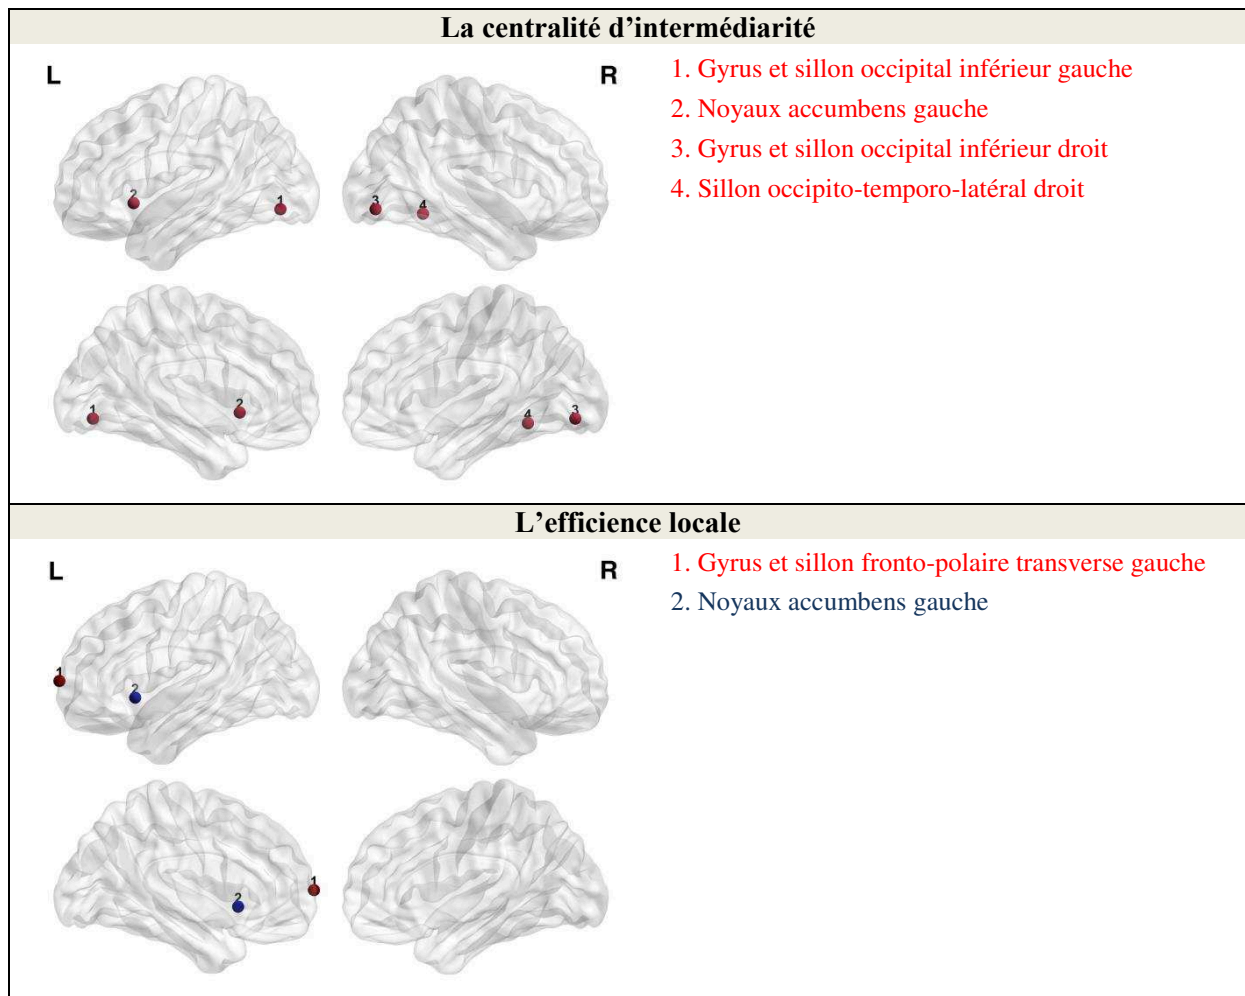 La centralité d’intermédiarité
L R
1. Gyrus et sillon occipital inférieur gauche
2. Noyaux accumbens gauche
3. Gyrus et sillon occipital inférieur droit
4. Sillon occipito-temporo-latéral droit
2 1 3 4
1 2 4 3
L’efficience locale
L R
1. Gyrus et sillon fronto-polaire transverse gauche
2. Noyaux accumbens gauche
1 2
2 1